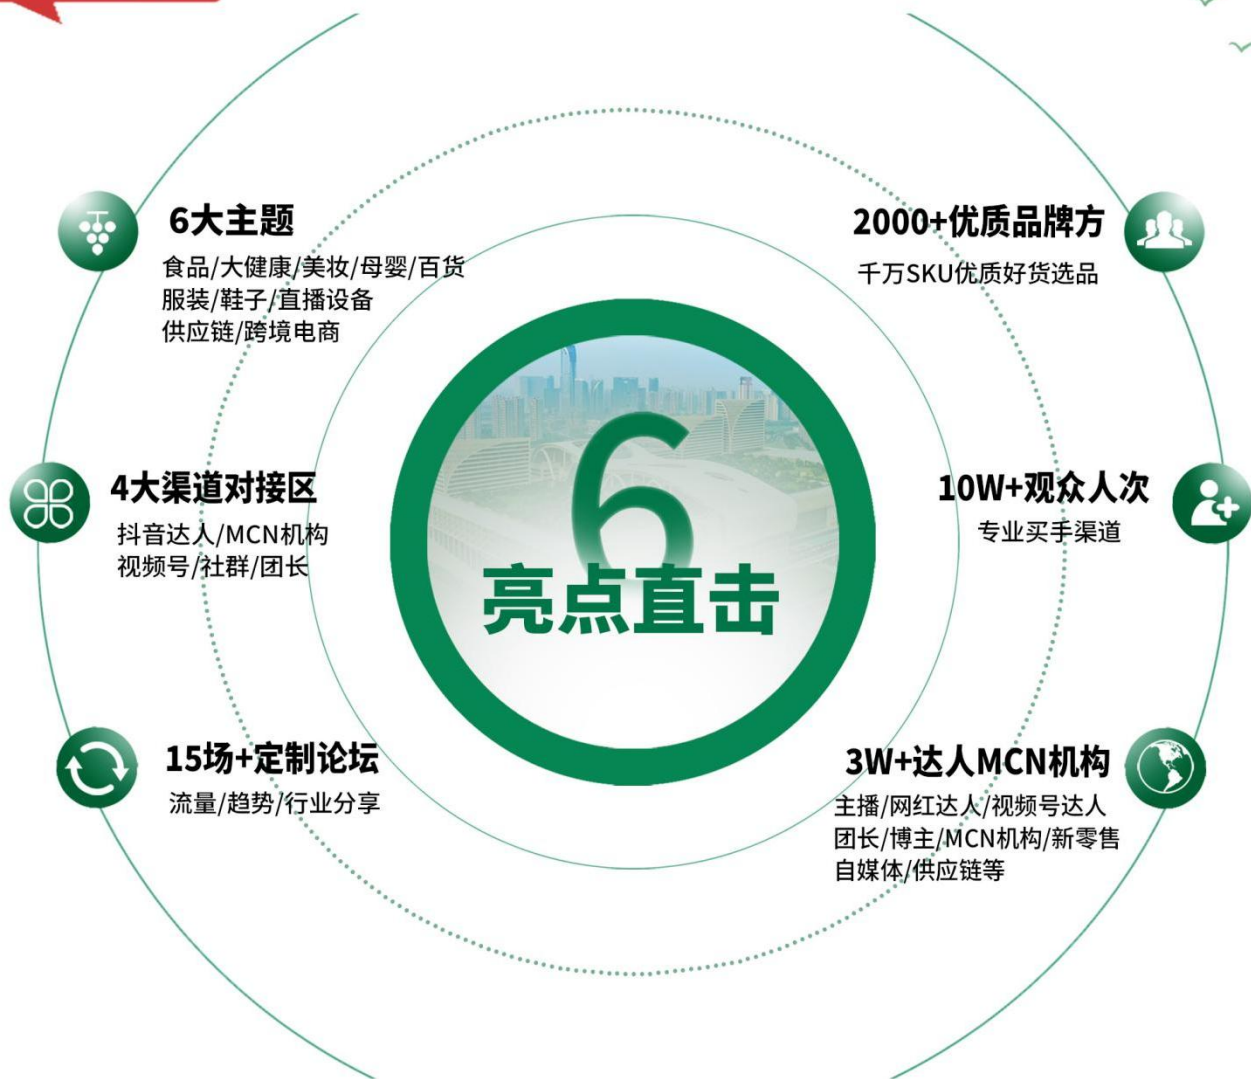 6大主题
食品/大健康/美妆/母婴/百货
服装/鞋子/直播设备
供应链/跨境电商
4大渠道对接区
抖音达人/MCN机构
视频号/社群/团长
15场+定制论坛
流量/趋势/行业分享
6
亮点直击
2000+优质品牌方
千万SKU优质好货选品
10W+观众人次
专业买手渠道
3W+达人MCN机构
主播/网红达人/视频号达人
团长/博主/MCN机构/新零售
自媒体/供应链等